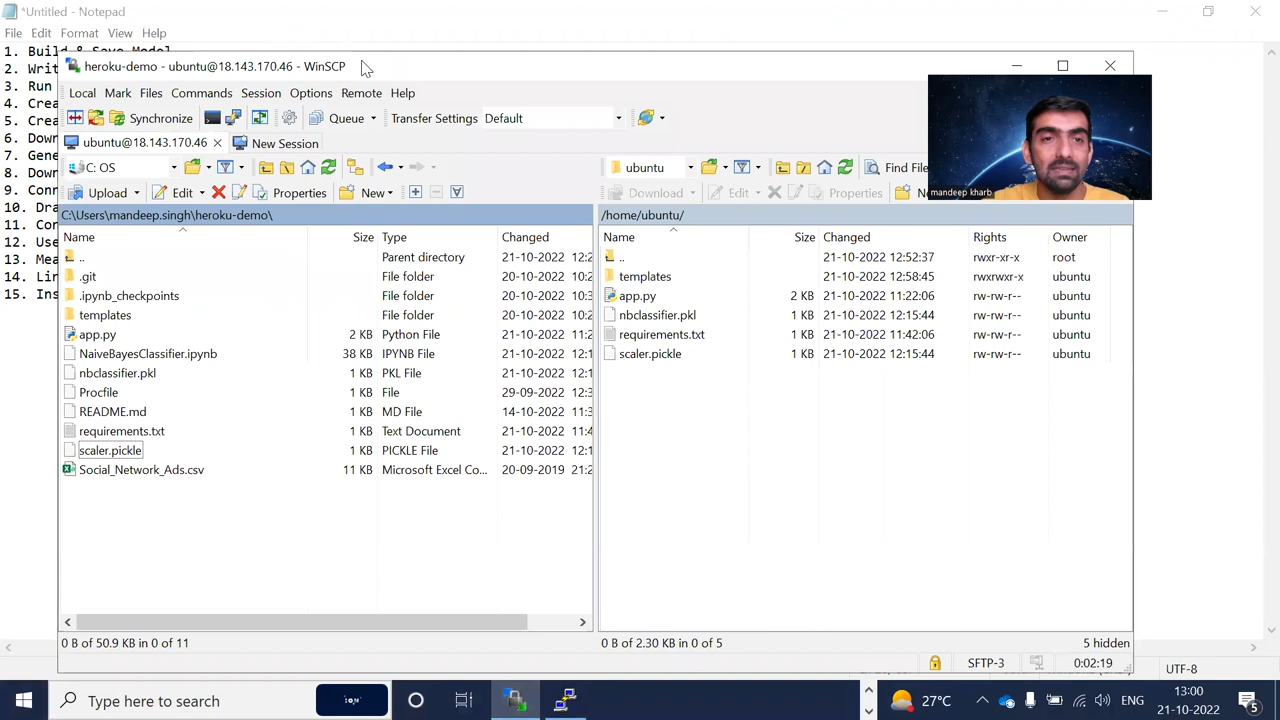 *Untitled - Notepad
File Edit Format View Help
1. Build & Save Model
2. Writ
3. Run
4. Crea
5. Crea
6. Down
7. Gene
8. Down
9. Conn
10. Dra
11. Con
12. Use
13. Mea
14. Lin
15. Ins
heroku-demo - ubuntu@18.143.170.46 - WinSCP
Local Mark Files Commands Session Options Remote Help
Synchronize Queue Transfer Settings Default
ubuntu@18.143.170.46 New Session
C: OS
ubuntu Find File
Upload Edit Properties New
Download Edit Properties
C:\Users\mandeep.singh\heroku-demo\
Name Size Type Changed
.. Parent directory 21-10-2022 12:2
.git File folder 20-10-2022 10:
.ipynb_checkpoints File folder 20-10-2022 10:3
templates File folder 20-10-2022 10:2
app.py 2 KB Python File 21-10-2022 11:2
NaiveBayesClassifier.ipynb 38 KB IPYNB File 21-10-2022 12:1
nbclassifier.pkl 1 KB PKL File 21-10-2022 12:1
Procfile 1 KB File 29-09-2022 12:3
README.md 1 KB MD File 14-10-2022 11:3
requirements.txt 1 KB Text Document 21-10-2022 11:4
scaler.pickle 1 KB PICKLE File 21-10-2022 12:1
Social_Network_Ads.csv 11 KB Microsoft Excel Co... 20-09-2019 21:2
/home/ubuntu/
Name Size Changed Rights Owner
.. 21-10-2022 12:52:37 rwxr-xr-x root
templates 21-10-2022 12:58:45 rwxrwxr-x ubuntu
app.py 2 KB 21-10-2022 11:22:06 rw-rw-r-- ubuntu
nbclassifier.pkl 1 KB 21-10-2022 12:15:44 rw-rw-r-- ubuntu
requirements.txt 1 KB 21-10-2022 11:42:06 rw-rw-r-- ubuntu
scaler.pickle 1 KB 21-10-2022 12:15:44 rw-rw-r-- ubuntu
mandeep kharb
0 B of 50.9 KB in 0 of 11
0 B of 2.30 KB in 0 of 5 5 hidden
SFTP-3 0:02:19
UTF-8
Type here to search
27°C ENG 13:00
21-10-2022
5